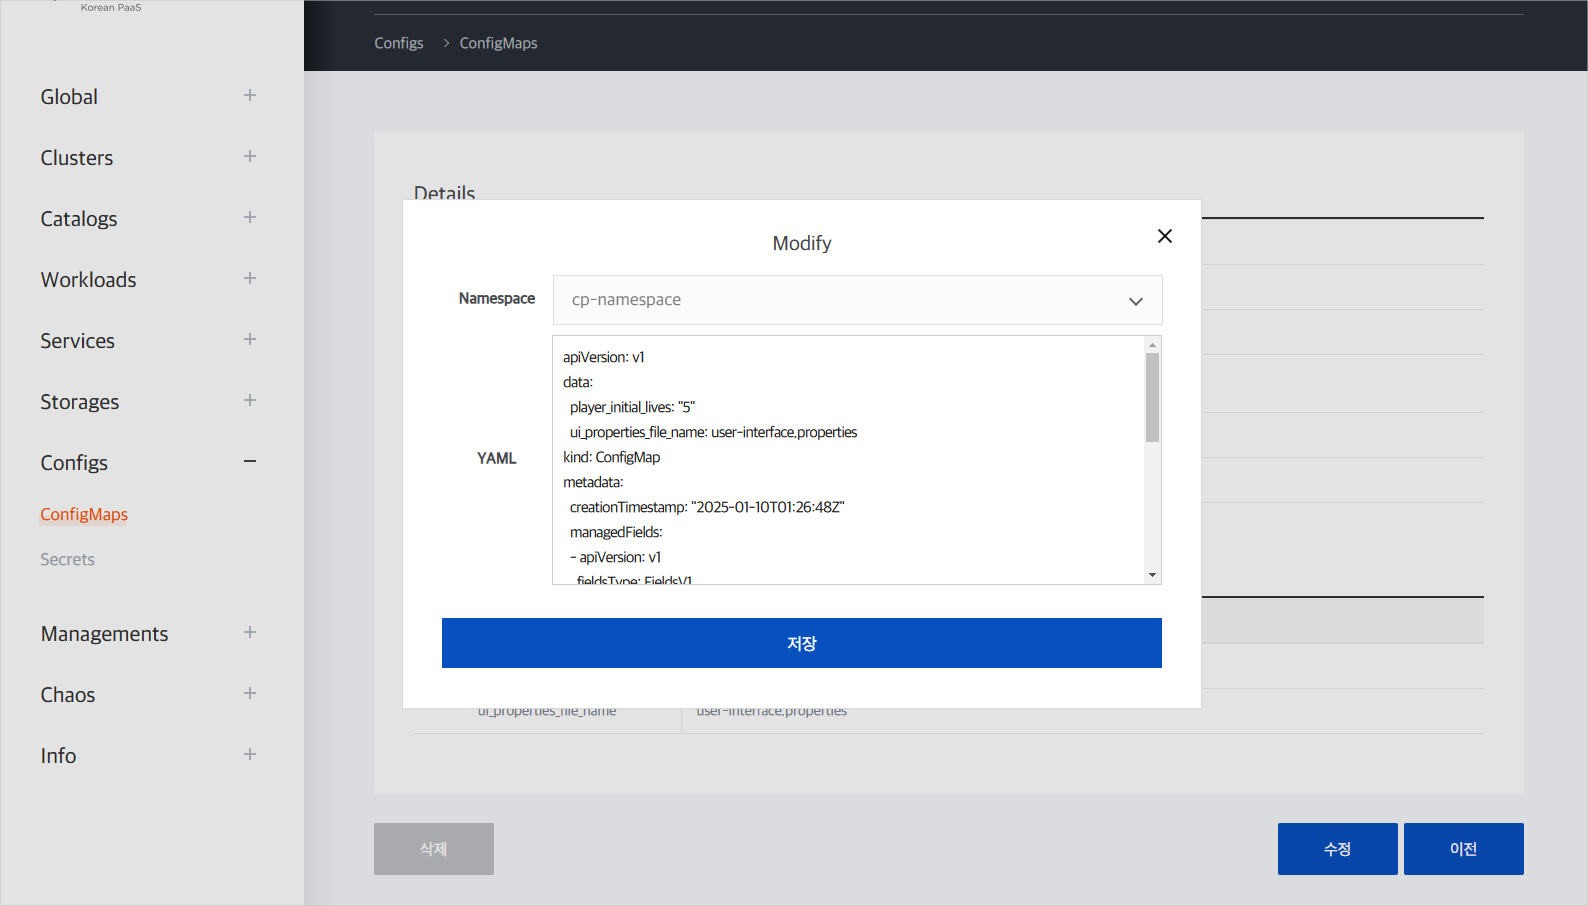 Korean PaaS
Configs > ConfigMaps
Global
Clusters
Catalogs
Workloads
Services
Storages
Configs
ConfigMaps
Secrets
Managements
Chaos
Info
Details
Modify
Namespace
cp-namespace
YAML
apiVersion: v1
data:
player_initial_lives: "5"
ui_properties_file_name: user-interface.properties
kind: ConfigMap
metadata:
creationTimestamp: "2025-01-10T01:26:48Z"
managedFields:
- apiVersion: v1
fieldsType: FieldsV1
저장
ui_properties_file_name user-interface.properties
삭제
수정
이전